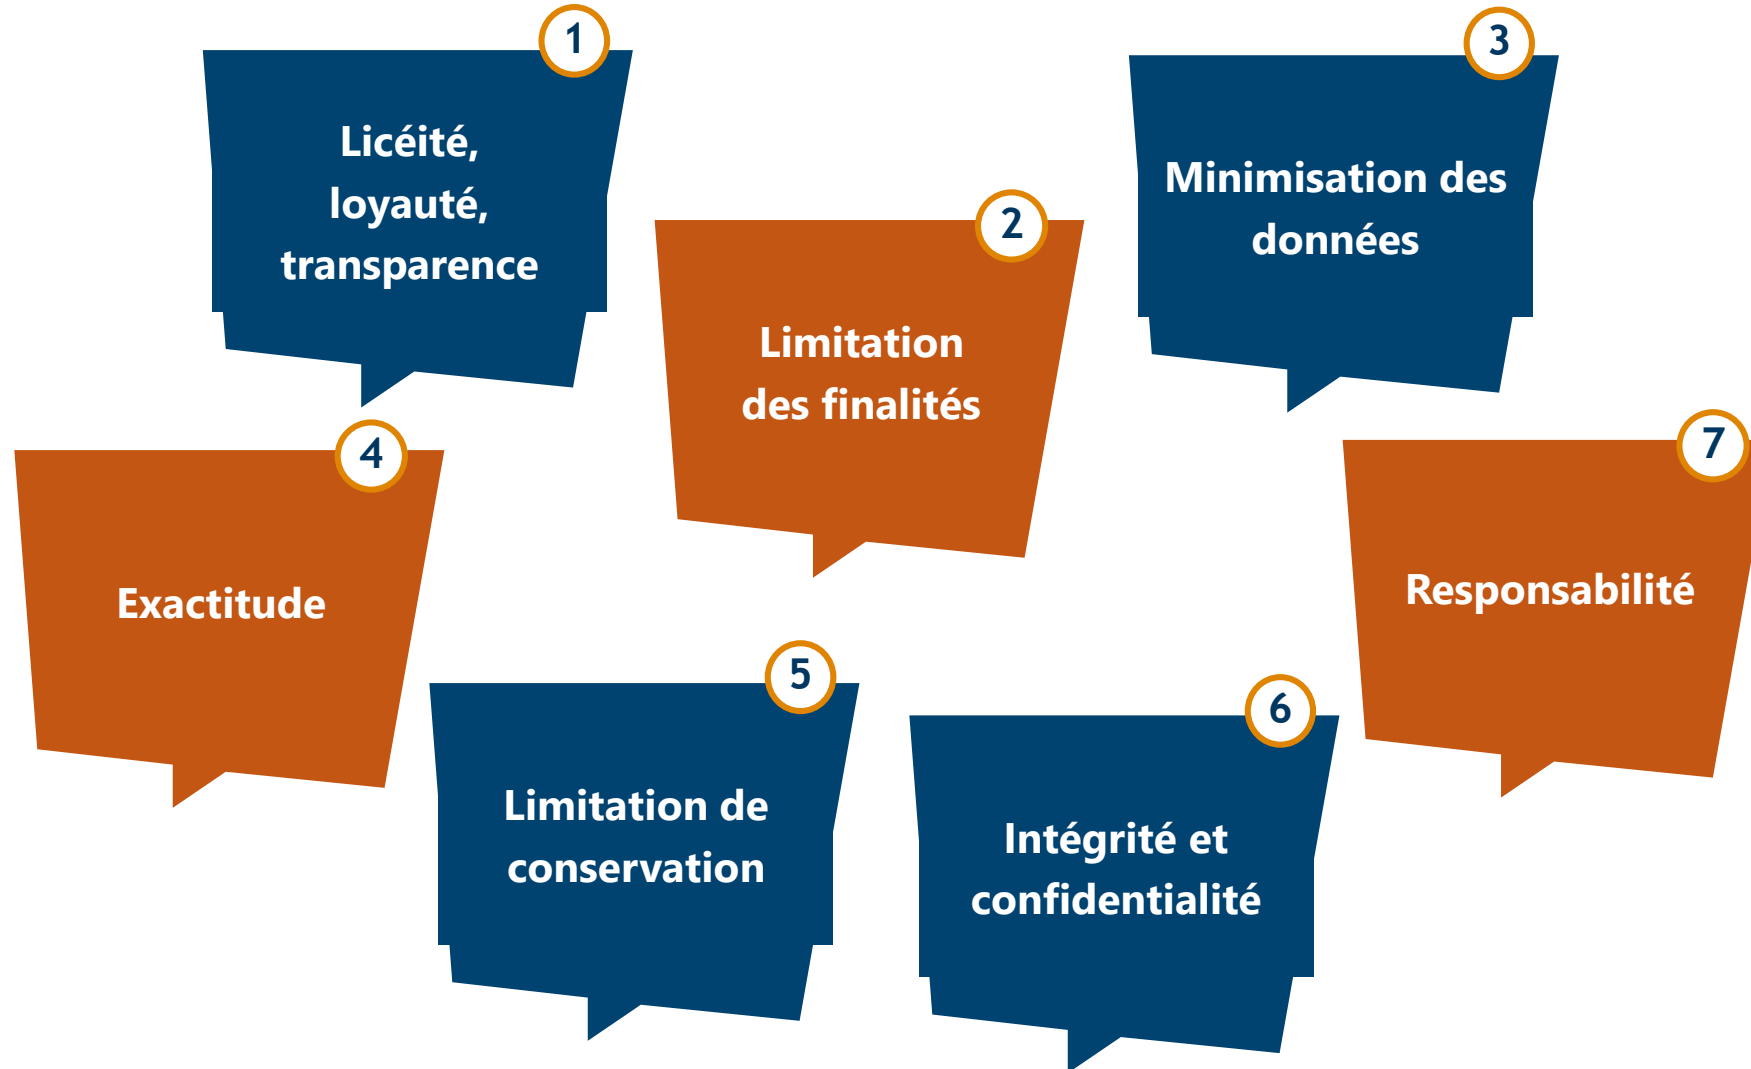 1
Licéité,
loyauté,
transparence
2
Limitation
des finalités
3
Minimisation des
données
4
Exactitude
5
Limitation de
conservation
6
Intégrité et
confidentialité
7
Responsabilité